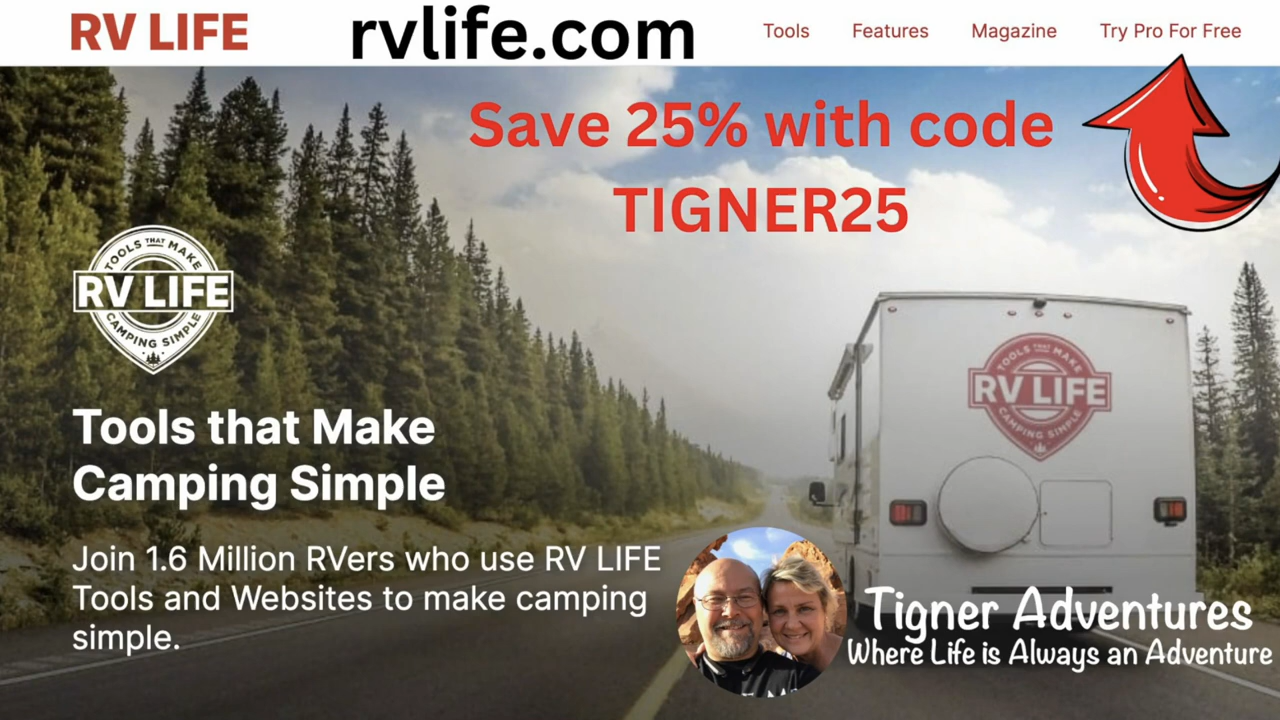 RV LIFE
rvlife.com
Tools
Features
Magazine
Try Pro For Free
Save 25% with code
TIGNER25
TOOLS THAT MAKE
RV LIFE
CAMPING SIMPLE
TOOLS THAT MAKE
RV LIFE
CAMPING SIMPLE
Tools that Make
Camping Simple
Join 1.6 Million RVers who use RV LIFE
Tools and Websites to make camping
simple.
Tigner Adventures
Where Life is Always an Adventure